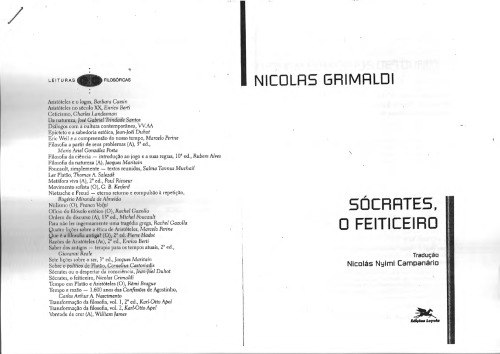 LEITURAS FILOSÓFICAS
Aristóteles e o logos, Barbara Cassin
Aristóteles no século XX, Enrico Berti
Ceticismo, Charles Landesman
Da natureza, José Gabriel Trindade Santos
Diálogos com a cultura contemporânea, VV.AA
Epicteto e a sabedoria estóica, Jean-Joël Duhot
Eric Weil e a compreensão do nosso tempo, Marcelo Perine
Filosofia a partir de seus problemas (A), 3ª ed.,
Mario Ariel González Porta
Filosofia da ciência — introdução ao jogo e a suas regras, 10ª ed., Rubem Alves
Filosofia da natureza (A), Jacques Maritain
Foucault, simplesmente — textos reunidos, Salma Tannus Muchail
Ler Platão, Thomas A. Szlezák
Metáfora viva (A), 2ª ed., Paul Ricoeur
Movimento sofista (O), G. B. Kerferd
Nietzsche e Freud — eterno retorno e compulsão à repetição,
Rogério Miranda de Almeida
Niilismo (O), Franco Volpi
Ofício do filósofo estóico (O), Rachel Gazolla
Ordem do discurso (A), 15ª ed., Michel Foucault
Para não ler ingenuamente uma tragédia grega, Rachel Gazolla
Quatro lições sobre a ética de Aristóteles, Marcelo Perine
Que é a filosofia antiga? (O), 2ª ed. Pierre Hadot
Razões de Aristóteles (As), 2ª ed., Enrico Berti
Saber dos antigos — terapia para os tempos atuais, 2ª ed.,
Giovanni Reale
Sete lições sobre o ser, 3ª ed., Jacques Maritain
Sobre o político de Platão, Cornelius Castoriadis
Sócrates ou o despertar da consciência, Jean-Joël Duhot
Sócrates, o feiticeiro, Nicolas Grimaldi
Tempo em Platão e Aristóteles (O), Rémi Brague
Tempo e razão — 1.600 anos das Confissões de Agostinho,
Carlos Arthur A. Nascimento
Transformação da filosofia, vol. 1, 2ª ed., Karl-Otto Apel
Transformação da filosofia, vol. 2, Karl-Otto Apel
Vontade de crer (A), William James
NICOLAS GRIMALDI
SÓCRATES,
O FEITICEIRO
Tradução
Nicolás Nyimi Campanário
Edições Loyola